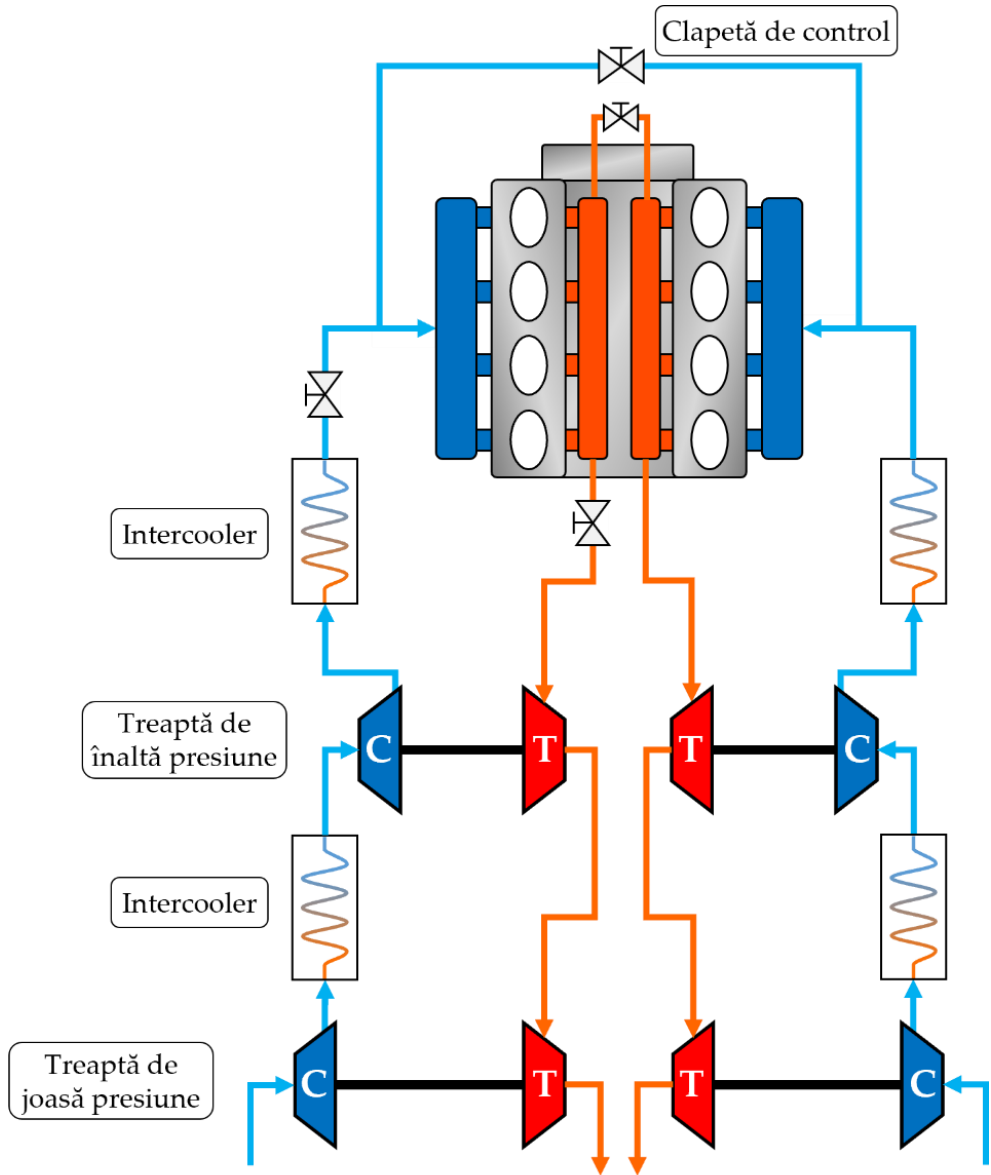 Clapetă de control
Intercooler
Treaptă de
înaltă presiune
C
T
T
C
Intercooler
Treaptă de
joasă presiune
C
T
T
C